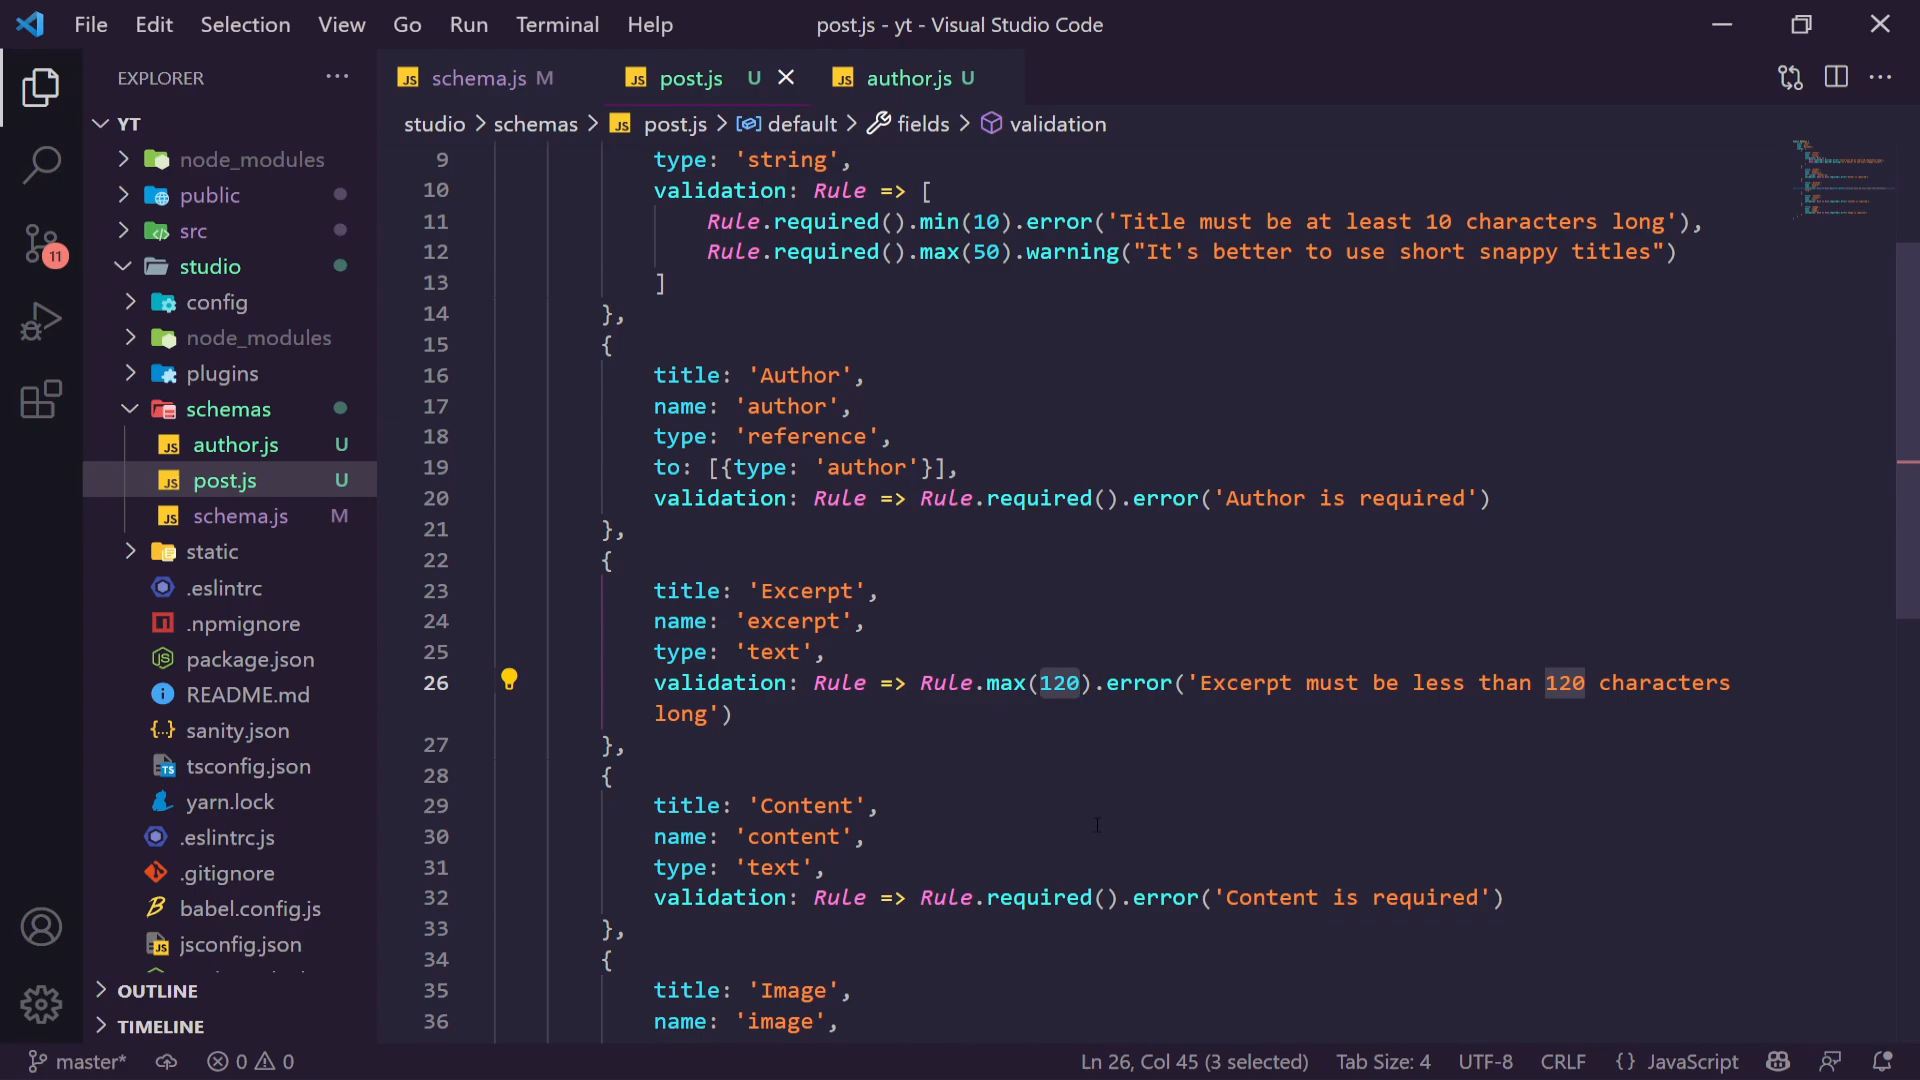 File Edit Selection View Go Run Terminal Help
post.js - yt - Visual Studio Code
EXPLORER
schema.js M
post.js U
author.js U
studio > schemas > post.js > default > fields > validation
YT
node_modules
public
src
studio
config
node_modules
plugins
schemas
author.js U
post.js U
schema.js M
static
.eslintrc
.npmignore
package.json
README.md
sanity.json
tsconfig.json
yarn.lock
.eslintrc.js
.gitignore
babel.config.js
jsconfig.json
OUTLINE
TIMELINE
11
9 type: 'string',
10 validation: Rule => [
11 Rule.required().min(10).error('Title must be at least 10 characters long'),
12 Rule.required().max(50).warning("It's better to use short snappy titles")
13 ]
14 },
15 {
16 title: 'Author',
17 name: 'author',
18 type: 'reference',
19 to: [{type: 'author'}],
20 validation: Rule => Rule.required().error('Author is required')
21 },
22 {
23 title: 'Excerpt',
24 name: 'excerpt',
25 type: 'text',
26 validation: Rule => Rule.max(120).error('Excerpt must be less than 120 characters
long')
27 },
28 {
29 title: 'Content',
30 name: 'content',
31 type: 'text',
32 validation: Rule => Rule.required().error('Content is required')
33 },
34 {
35 title: 'Image',
36 name: 'image',
master* 0 0 Ln 26, Col 45 (3 selected) Tab Size: 4 UTF-8 CRLF {} JavaScript